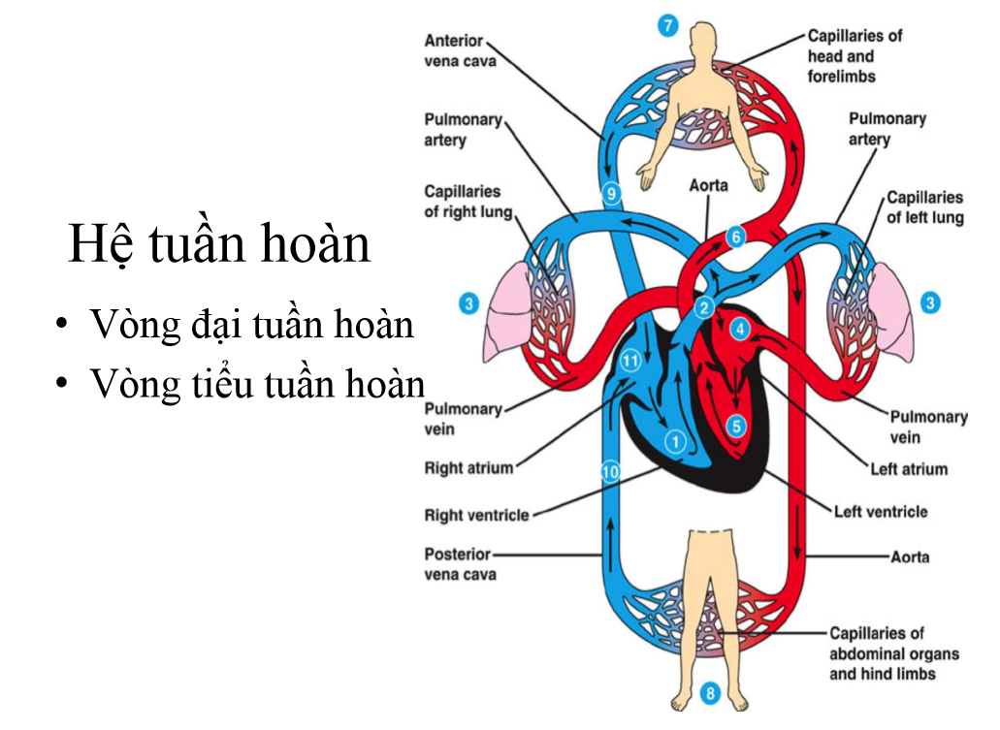 Hệ tuần hoàn
• Vòng đại tuần hoàn
• Vòng tiểu tuần hoàn
7
Anterior
vena cava
Capillaries of
head and
forelimbs
Pulmonary
artery
Pulmonary
artery
Capillaries
of right lung
9
Aorta
Capillaries
of left lung
6
3
2
3
4
11
5
1
Pulmonary
vein
Pulmonary
vein
Right atrium
10
Left atrium
Right ventricle
Left ventricle
Posterior
vena cava
Aorta
Capillaries of
abdominal organs
and hind limbs
8